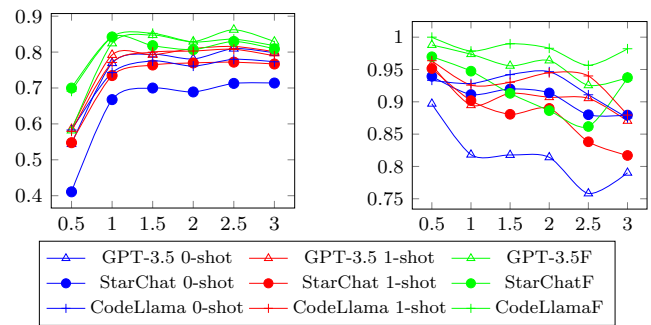 0.9
0.8
0.7
0.6
0.5
0.4
0.5 1 1.5 2 2.5 3
1
0.95
0.9
0.85
0.8
0.75
0.5 1 1.5 2 2.5 3
GPT-3.5 0-shot GPT-3.5 1-shot GPT-3.5F
StarChat 0-shot StarChat 1-shot StarChatF
CodeLlama 0-shot CodeLlama 1-shot CodeLlamaF